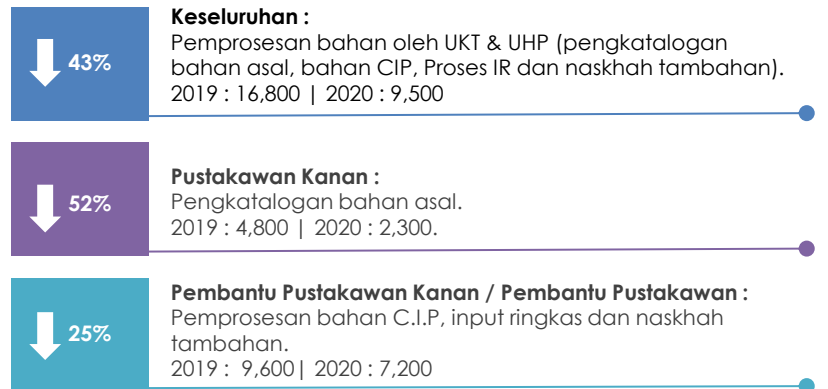 43%
Keseluruhan :
Pemprosesan bahan oleh UKT & UHP (pengkatalogan
bahan asal, bahan CIP, Proses IR dan naskhah tambahan).
2019 : 16,800 | 2020 : 9,500
52%
Pustakawan Kanan :
Pengkatalogan bahan asal.
2019 : 4,800 | 2020 : 2,300.
25%
Pembantu Pustakawan Kanan / Pembantu Pustakawan :
Pemprosesan bahan C.I.P, input ringkas dan naskhah
tambahan.
2019 :  9,600| 2020 : 7,200